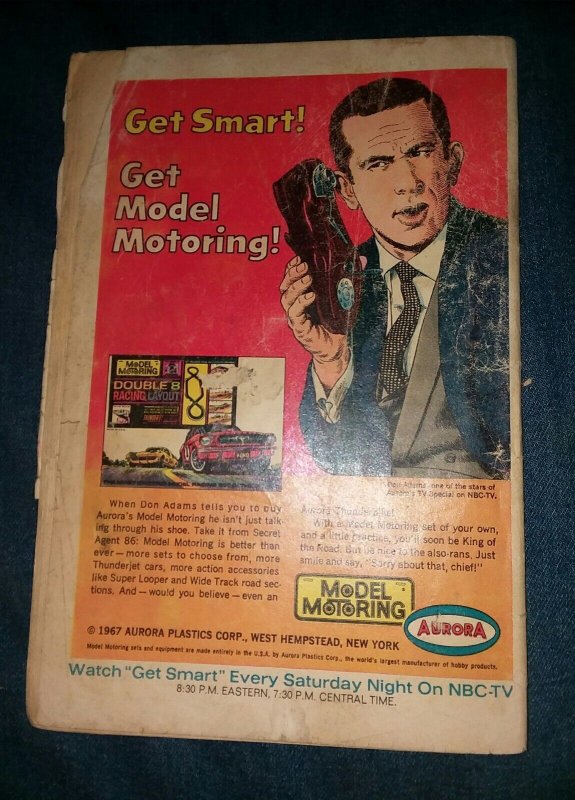 Get Smart!
Get
Model
Motoring!
MODEL
MOTORING
DOUBLE 8
RACING LAYOUT
Don Adams, one of the stars of
Aurora's TV Special on NBC-TV.
When Don Adams tells you to buy
Aurora's Model Motoring he isn't just talk
ing through his shoe. Take it from Secret
Agent 86: Model Motoring is better than
ever—more sets to choose from, more
Thunderjet cars, more action accessories
like Super Looper and Wide Track road sec-
tions. And—would you believe—even an
Aurora Thunderbike!
With a Model Motoring set of your own,
and a little practice, you'll soon be King of
the Road. But be nice to the also-rans. Just
smile and say, "Sorry about that, chief!"
MODEL
MOTORING
AURORA
© 1967 AURORA PLASTICS CORP., WEST HEMPSTEAD, NEW YORK
Model Motoring sets and equipment are made entirely in the U.S.A. by Aurora Plastics Corp., the world's largest manufacturer of hobby products.
Watch "Get Smart" Every Saturday Night On NBC-TV
8:30 P.M. EASTERN, 7:30 P.M. CENTRAL TIME.